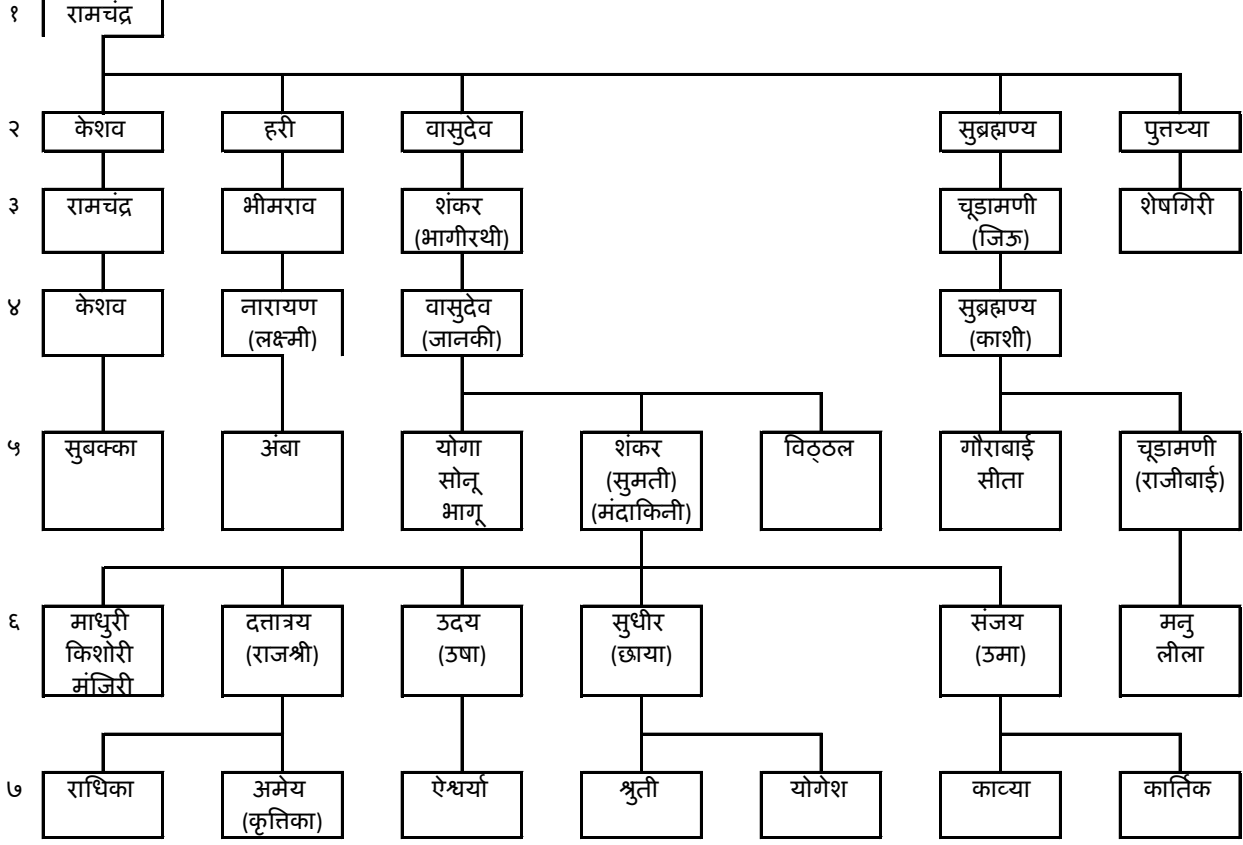 १ रामचंद्र
२ केशव हरी वासुदेव सुब्रह्मण्य पुत्तय्या
३ रामचंद्र भीमराव शंकर चूडामणी शेषगिरी
(भागीरथी) (जिऊ)
४ केशव नारायण वासुदेव सुब्रह्मण्य
(लक्ष्मी) (जानकी) (काशी)
५ सुबक्का अंबा योगा शंकर विठ्ठल गौराबाई चूडामणी
सोनू (सुमती) सीता (राजीबाई)
भागू (मंदाकिनी)
६ माधुरी दत्तात्रय उदय सुधीर संजय मनु
किशोरी (राजश्री) (उषा) (छाया) (उमा) लीला
मंजिरी
७ राधिका अमेय ऐश्वर्या श्रुती योगेश काव्या कार्तिक
(कृत्तिका)